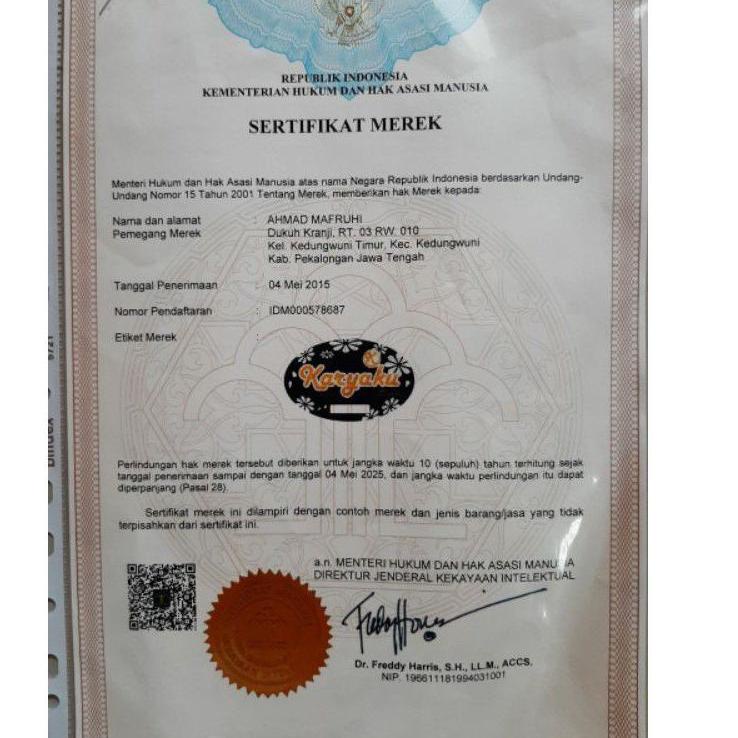 REPUBLIK INDONESIA
KEMENTERIAN HUKUM DAN HAK ASASI MANUSIA
SERTIFIKAT MEREK
Menteri Hukum dan Hak Asasi Manusia atas nama Negara Republik Indonesia berdasarkan Undang-
Undang Nomor 15 Tahun 2001 Tentang Merek, memberikan hak Merek kepada:
Nama dan alamat : AHMAD MAFRUHI
Pemegang Merek Dukuh Kranji, RT. 03 RW. 010
Kel. Kedungwuni Timur, Kec. Kedungwuni
Kab. Pekalongan Jawa Tengah
Tanggal Penerimaan : 04 Mei 2015
Nomor Pendaftaran : IDM000578687
Etiket Merek :
Karyaku
Perlindungan hak merek tersebut diberikan untuk jangka waktu 10 (sepuluh) tahun terhitung sejak
tanggal penerimaan sampai dengan tanggal 04 Mei 2025, dan jangka waktu perlindungan itu dapat
diperpanjang (Pasal 28).
Sertifikat merek ini dilampiri dengan contoh merek dan jenis barang/jasa yang tidak
terpisahkan dari sertifikat ini.
a.n. MENTERI HUKUM DAN HAK ASASI MANUSIA
DIREKTUR JENDERAL KEKAYAAN INTELEKTUAL
Dr. Freddy Harris, S.H., LL.M., ACCS.
NIP. 196611181994031001